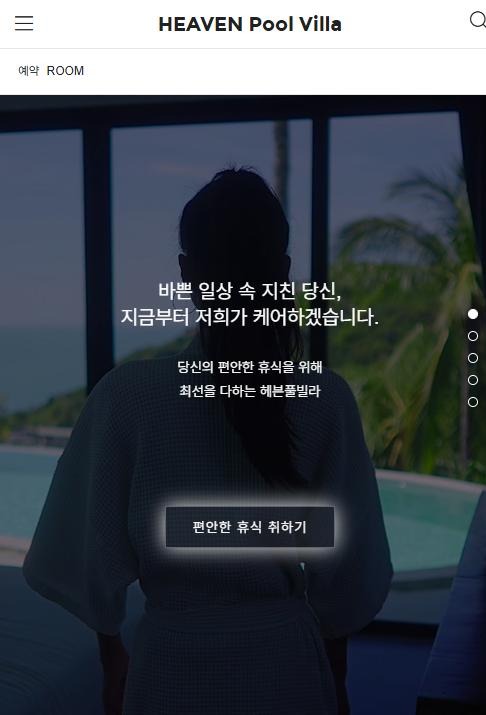 HEAVEN Pool Villa
예약 ROOM
바쁜 일상 속 지친 당신,
지금부터 저희가 케어하겠습니다.
당신의 편안한 휴식을 위해
최선을 다하는 헤븐풀빌라
편안한 휴식 취하기